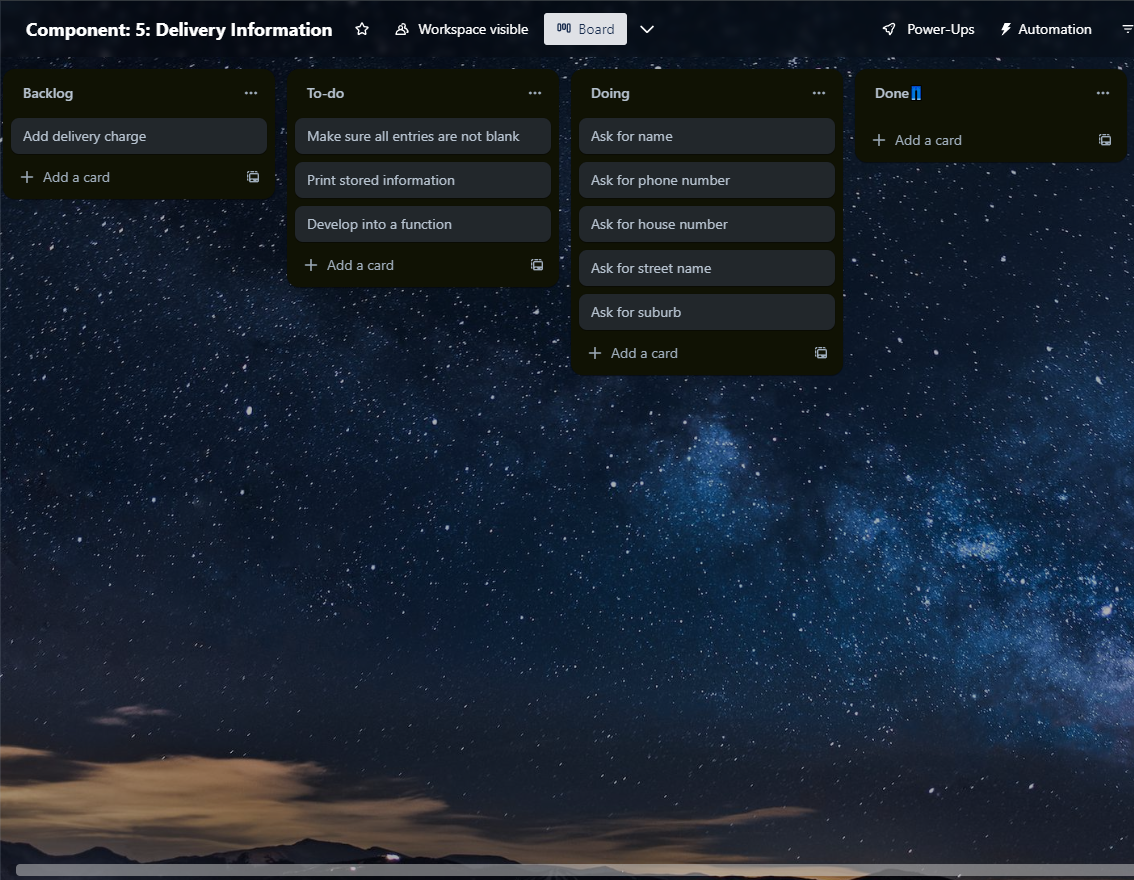 Component: 5: Delivery Information
Workspace visible
Board
Power-Ups
Automation
Backlog
Add delivery charge
Add a card
To-do
Make sure all entries are not blank
Print stored information
Develop into a function
Add a card
Doing
Ask for name
Ask for phone number
Ask for house number
Ask for street name
Ask for suburb
Add a card
Done👖
Add a card